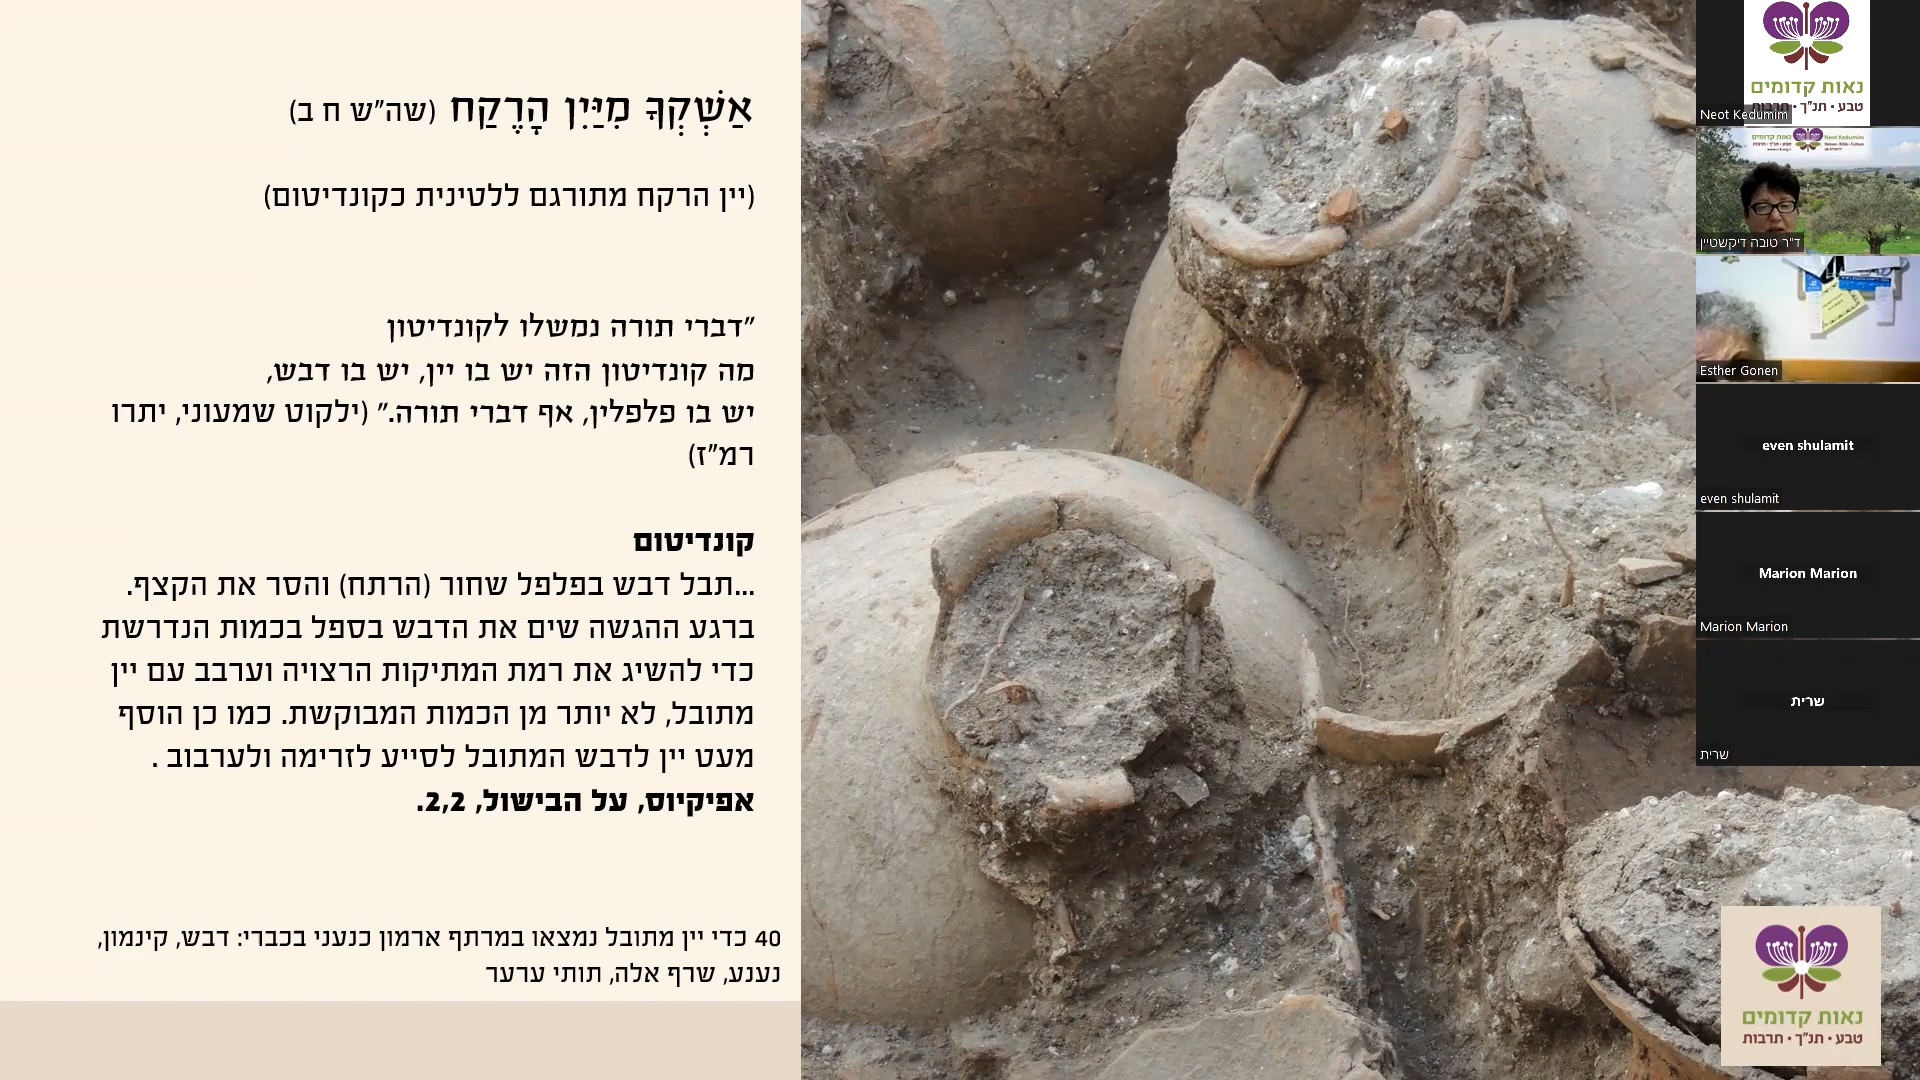 אַשְׁקְךָ מִיַּיִן הָרֶקַח (שה"ש ח ב)
(יין הרקח מתורגם ללטינית כקונדיטום)
"דברי תורה נמשלו לקונדיטון
מה קונדיטון הזה יש בו יין, יש בו דבש,
יש בו פלפלין, אף דברי תורה." (ילקוט שמעוני, יתרו
רמ"ז)
קונדיטום
...תבל דבש בפלפל שחור (הרתח) והסר את הקצף.
ברגע ההגשה שים את הדבש בספל בכמות הנדרשת
כדי להשיג את רמת המתיקות הרצויה וערבב עם יין
מתובל, לא יותר מן הכמות המבוקשת. כמו כן הוסף
מעט יין לדבש המתובל לסייע לזרימה ולערבוב .
אפיקיוס, על הבישול, 2,2.
40 כדי יין מתובל נמצאו במרתף ארמון כנעני בכברי: דבש, קינמון,
נענע, שרף אלה, תותי ערער
נאות קדומים
טבע • תנ"ך • תרבות
Neot Kedumim
נאות קדומים
Neot Kedumim
ד"ר טובה דיקשטיין
Esther Gonen
even shulamit
even shulamit
Marion Marion
Marion Marion
שרית
שרית
נאות קדומים
טבע • תנ"ך • תרבות